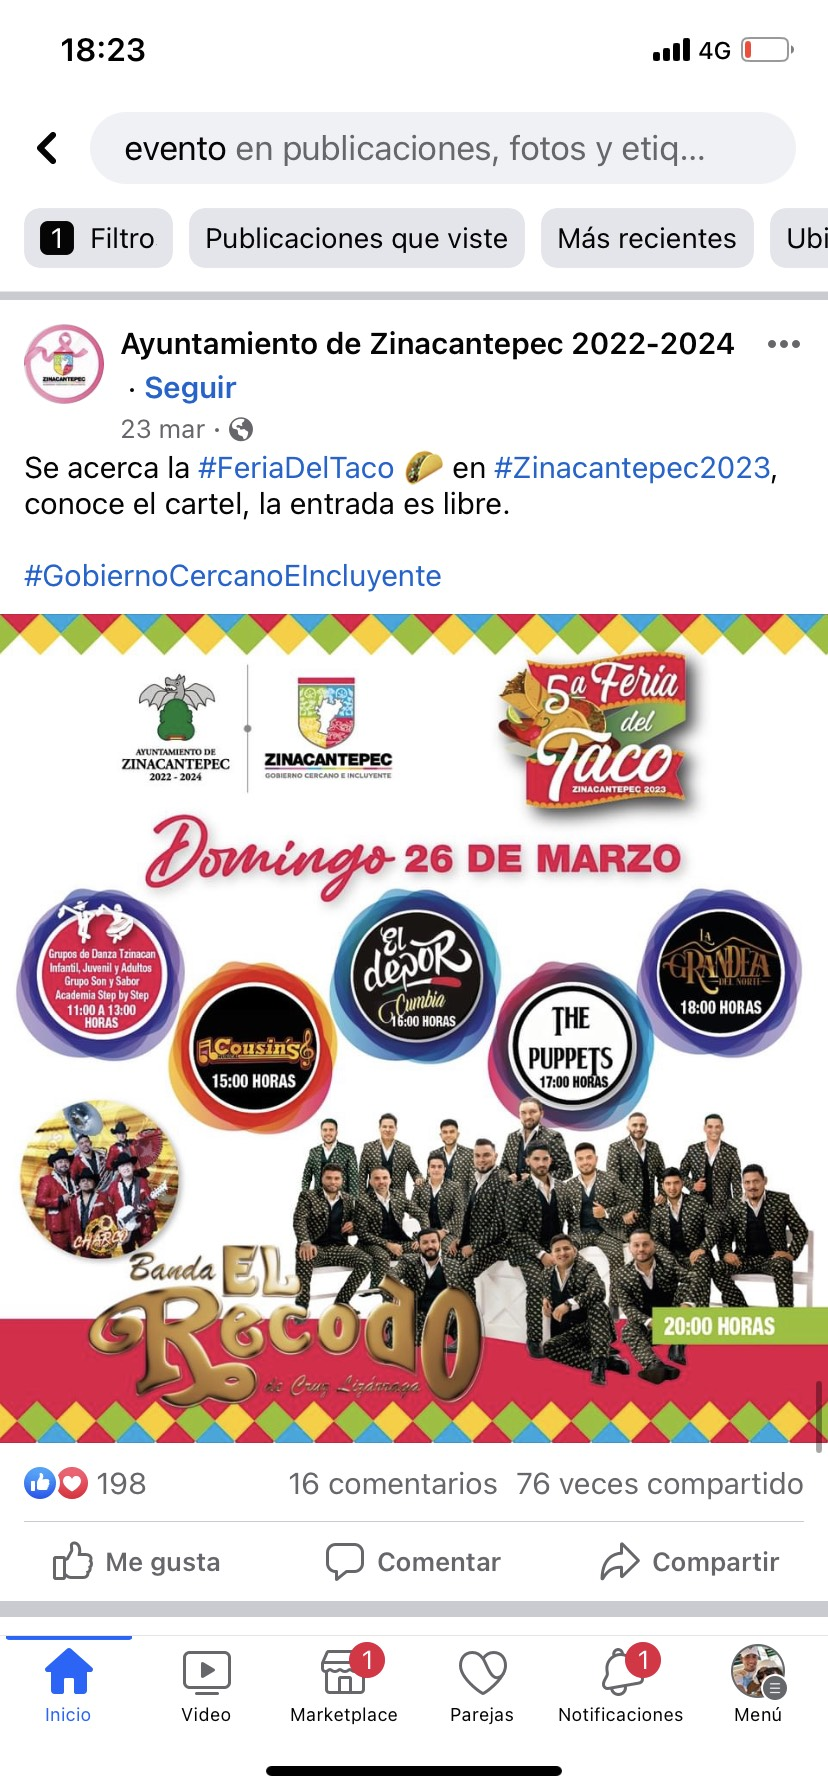 18:23
4G
evento en publicaciones, fotos y etiq...
1 Filtro
Publicaciones que viste
Más recientes
Ubi
Ayuntamiento de Zinacantepec 2022-2024
· Seguir
23 mar ·
Se acerca la #FeriaDelTaco 🌮 en #Zinacantepec2023,
conoce el cartel, la entrada es libre.
#GobiernoCercanoEIncluyente
AYUNTAMIENTO DE
ZINACANTEPEC
2022 - 2024
ZINACANTEPEC
GOBIERNO CERCANO E INCLUYENTE
5a Feria
del
Taco
ZINACANTEPEC 2023
Domingo 26 DE MARZO
Grupos de Danza Tzinacan
Infantil, Juvenil y Adultos
Grupo Son y Sabor
Academia Step by Step
11:00 A 13:00
HORAS
Cousin's
15:00 HORAS
El
depor
Cumbia
16:00 HORAS
THE
PUPPETS
17:00 HORAS
LA
GRANDEZA
DEL NORTE
18:00 HORAS
CHARCO
Banda EL
Recodo
de Cruz Lizárraga
20:00 HORAS
198
16 comentarios
76 veces compartido
Me gusta
Comentar
Compartir
1
1
Inicio
Video
Marketplace
Parejas
Notificaciones
Menú